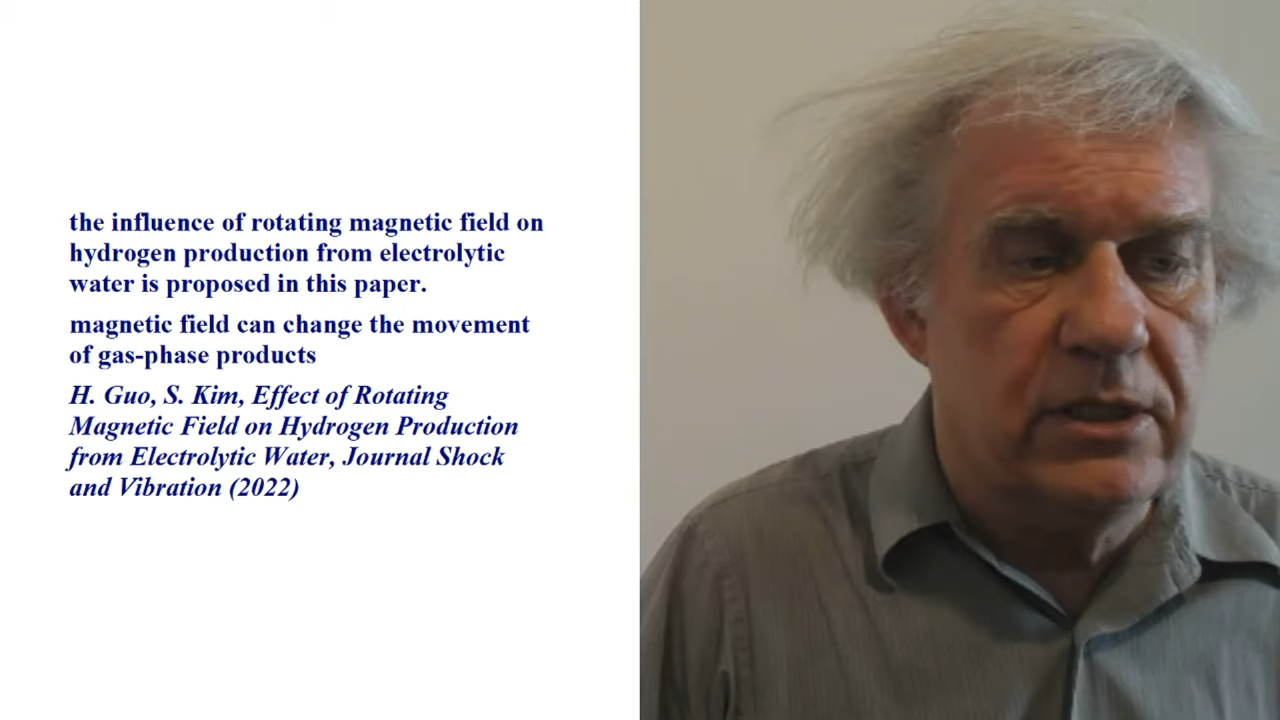 the influence of rotating magnetic field on
hydrogen production from electrolytic
water is proposed in this paper.
magnetic field can change the movement
of gas-phase products
H. Guo, S. Kim, Effect of Rotating
Magnetic Field on Hydrogen Production
from Electrolytic Water, Journal Shock
and Vibration (2022)